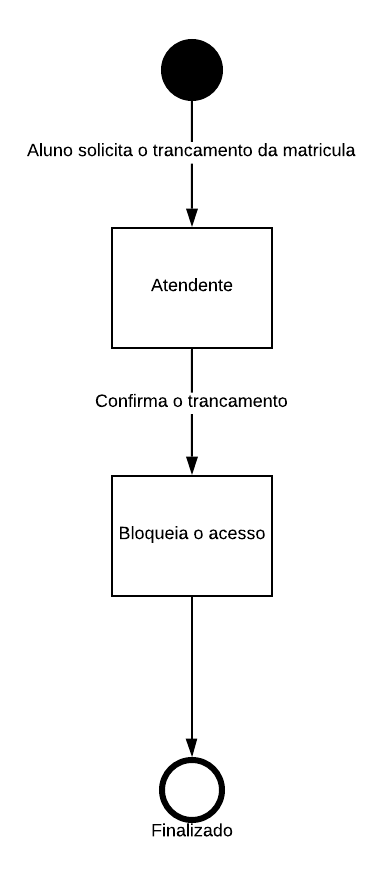 Aluno solicita o trancamento da matricula
Atendente
Confirma o trancamento
Bloqueia o acesso
Finalizado